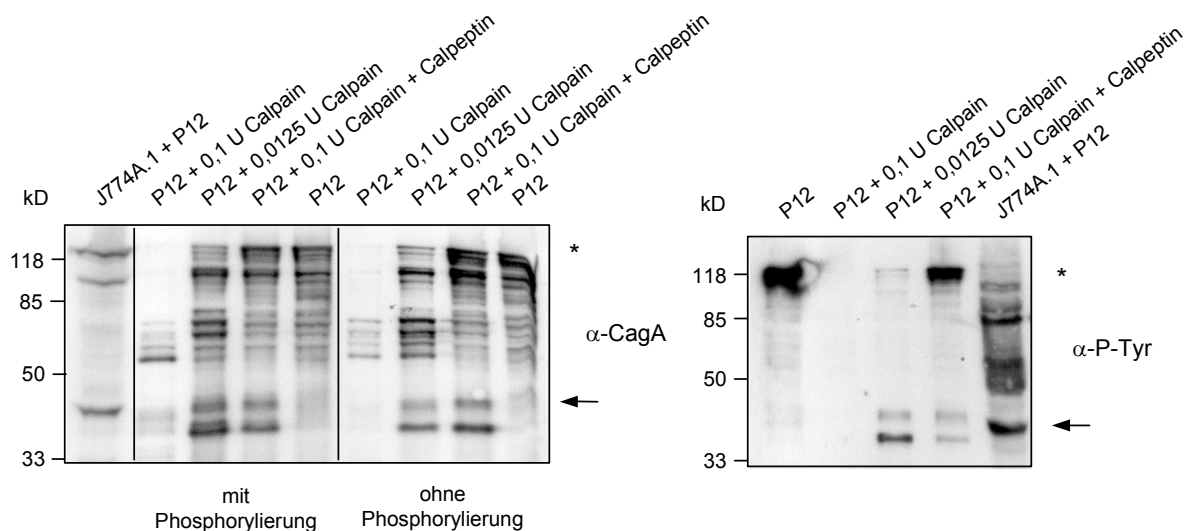 J774A.1 + P12
P12 + 0,1 U Calpain
P12 + 0,0125 U Calpain
P12 + 0,1 U Calpain + Calpeptin
P12
P12 + 0,1 U Calpain
P12 + 0,0125 U Calpain
P12 + 0,1 U Calpain + Calpeptin
P12
kD
118
85
50
33
*
α-CagA
mit
Phosphorylierung
ohne
Phosphorylierung
P12
P12 + 0,1 U Calpain
P12 + 0,0125 U Calpain
P12 + 0,1 U Calpain + Calpeptin
J774A.1 + P12
kD
118
85
50
33
*
α-P-Tyr